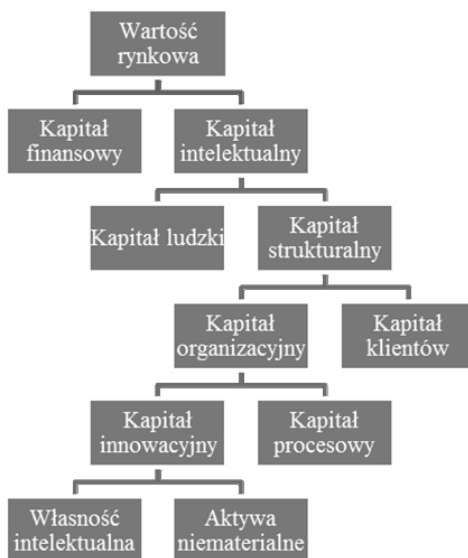 Wartość
rynkowa
Kapitał
finansowy
Kapitał
intelektualny
Kapitał ludzki
Kapitał
strukturalny
Kapitał
organizacyjny
Kapitał
klientów
Kapitał
innowacyjny
Kapitał
procesowy
Własność
intelektualna
Aktywa
niematerialne